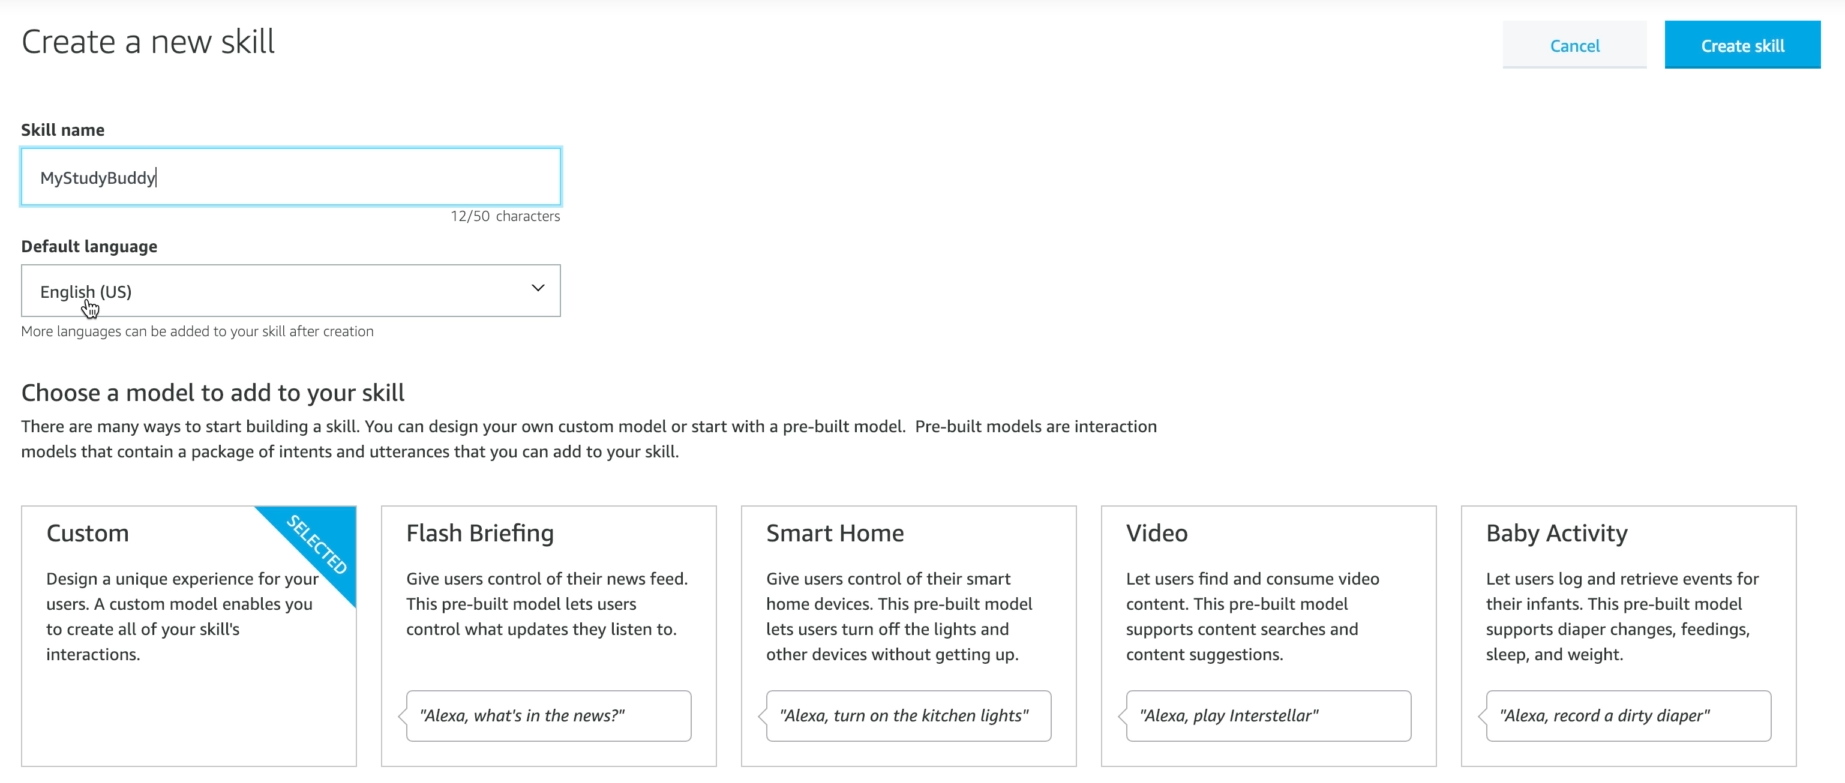 Create a new skill
Cancel
Create skill
Skill name
MyStudyBuddy
12/50 characters
Default language
English (US)
More languages can be added to your skill after creation
Choose a model to add to your skill
There are many ways to start building a skill. You can design your own custom model or start with a pre-built model. Pre-built models are interaction
models that contain a package of intents and utterances that you can add to your skill.
Custom
SELECTED
Design a unique experience for your
users. A custom model enables you
to create all of your skill's
interactions.
Flash Briefing
Give users control of their news feed.
This pre-built model lets users
control what updates they listen to.
"Alexa, what's in the news?"
Smart Home
Give users control of their smart
home devices. This pre-built model
lets users turn off the lights and
other devices without getting up.
"Alexa, turn on the kitchen lights"
Video
Let users find and consume video
content. This pre-built model
supports content searches and
content suggestions.
"Alexa, play Interstellar"
Baby Activity
Let users log and retrieve events for
their infants. This pre-built model
supports diaper changes, feedings,
sleep, and weight.
"Alexa, record a dirty diaper"